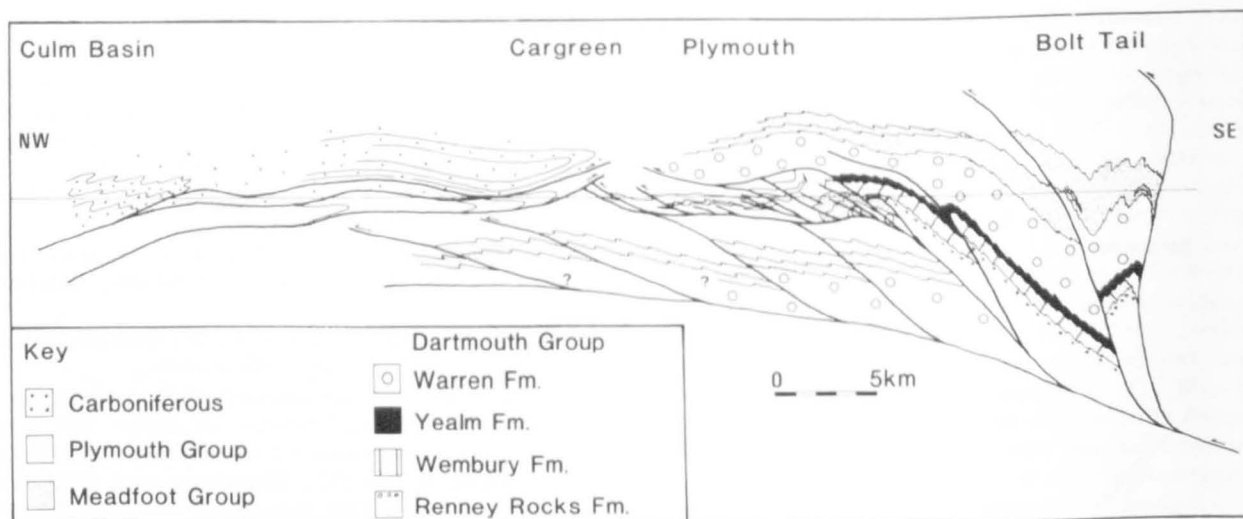 Culm Basin
Cargreen
Plymouth
Bolt Tail
NW
SE
?
?
Key
Carboniferous
Plymouth Group
Meadfoot Group
Dartmouth Group
Warren Fm.
Yealm Fm.
Wembury Fm.
Renney Rocks Fm.
0 5km